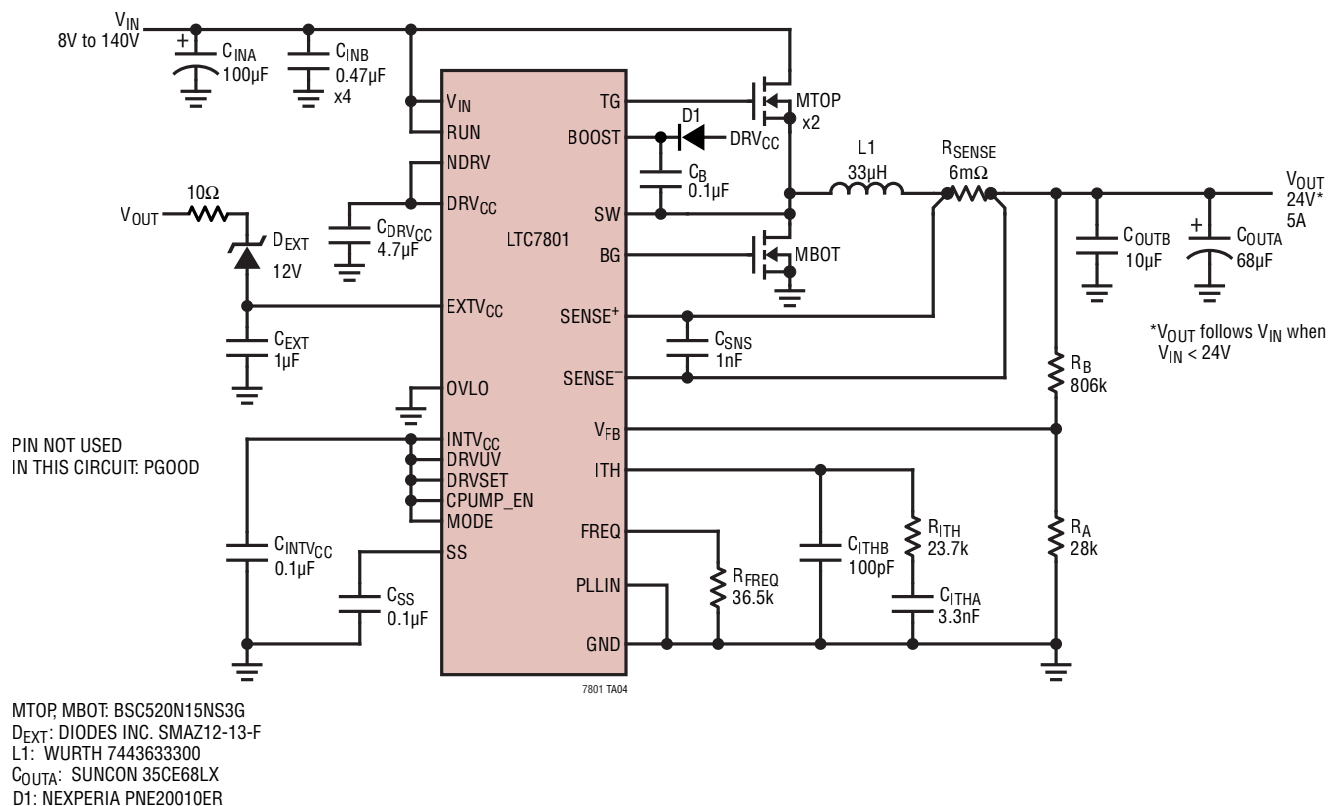 VIN
8V to 140V
CINA
100µF
CINB
0.47µF
x4
VIN
RUN
NDRV
DRVCC
EXTVCC
OVLO
INTVCC
DRVUV
DRVSET
CPUMP_EN
MODE
SS
LTC7801
TG
BOOST
SW
BG
SENSE+
SENSE–
VFB
ITH
FREQ
PLLIN
GND
+
VOUT
10Ω
DEXT
12V
CDRVCC
4.7µF
CEXT
1µF
PIN NOT USED
IN THIS CIRCUIT: PGOOD
CINTVCC
0.1µF
CSS
0.1µF
MTOP
x2
D1
DRVCC
CB
0.1µF
L1
33µH
RSENSE
6mΩ
VOUT
24V*
5A
MBOT
COUTB
10µF
+
COUTA
68µF
CSNS
1nF
*VOUT follows VIN when
VIN < 24V
RB
806k
RA
28k
RITH
23.7k
CITHB
100pF
CITHA
3.3nF
RFREQ
36.5k
7801 TA04
MTOP, MBOT: BSC520N15NS3G
DEXT: DIODES INC. SMAZ12-13-F
L1: WURTH 7443633300
COUTA: SUNCON 35CE68LX
D1: NEXPERIA PNE20010ER